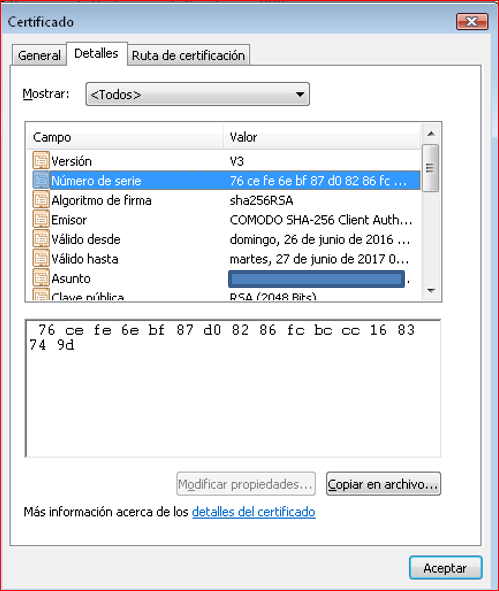 Certificado
General Detalles Ruta de certificación
Mostrar: <Todos>
Campo Valor
Versión V3
Número de serie 76 ce fe 6e bf 87 d0 82 86 fc ...
Algoritmo de firma sha256RSA
Emisor COMODO SHA-256 Client Auth...
Válido desde domingo, 26 de junio de 2016 ...
Válido hasta martes, 27 de junio de 2017 0...
Asunto .
Clave pública RSA (2048 Bits)
76 ce fe 6e bf 87 d0 82 86 fc bc cc 16 83
74 9d
Modificar propiedades... Copiar en archivo...
Más información acerca de los detalles del certificado
Aceptar